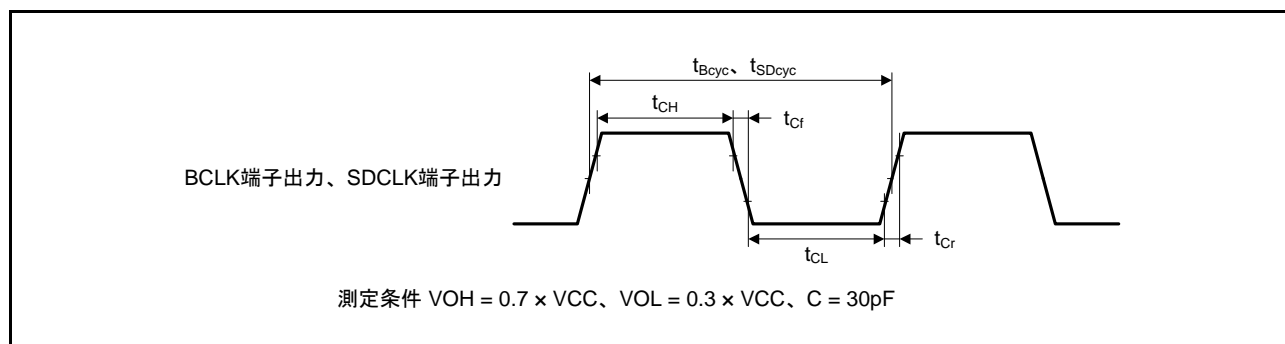 tBcyc、tSDcyc
tCH
tCf
BCLK端子出力、SDCLK端子出力
tCL
tCr
測定条件 VOH = 0.7 × VCC、VOL = 0.3 × VCC、C = 30pF